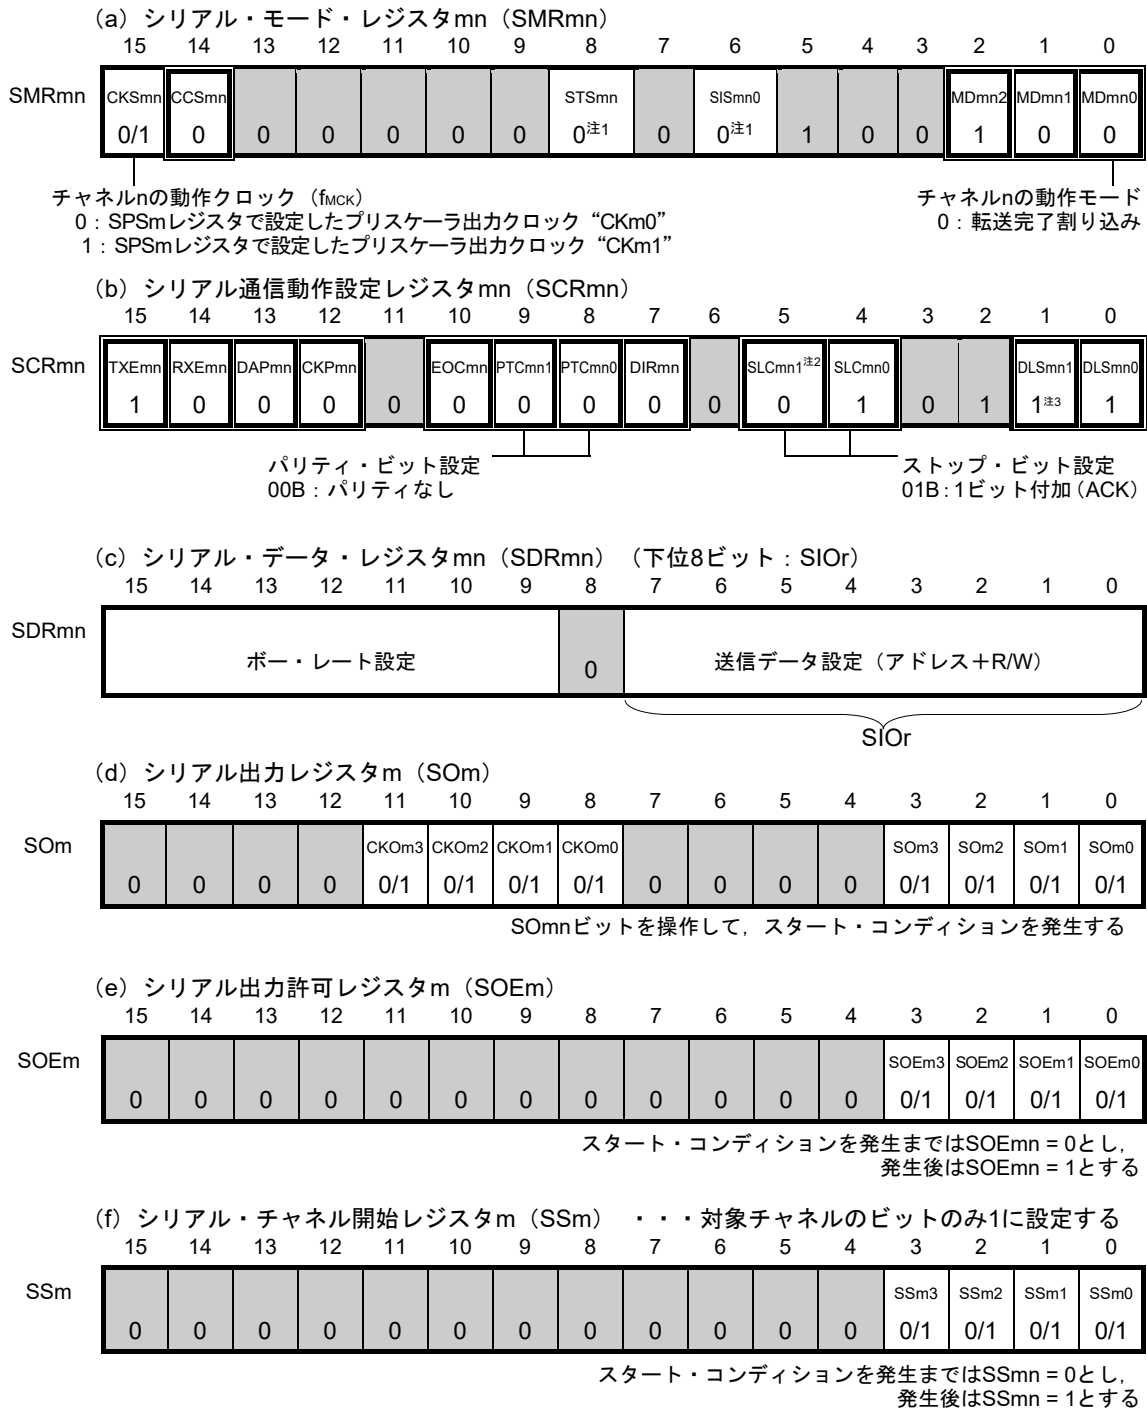 (a) シリアル・モード・レジスタmn（SMRmn）
15 14 13 12 11 10 9 8 7 6 5 4 3 2 1 0
SMRmn CKSmn CCSmn STSmn SISmn0 MDmn2 MDmn1 MDmn0
0/1 0 0 0 0 0 0 0注1 0 0注1 1 0 0 1 0 0
チャネルnの動作クロック（fMCK）
0：SPSmレジスタで設定したプリスケーラ出力クロック“CKm0”
1：SPSmレジスタで設定したプリスケーラ出力クロック“CKm1”
チャネルnの動作モード
0：転送完了割り込み
(b) シリアル通信動作設定レジスタmn（SCRmn）
15 14 13 12 11 10 9 8 7 6 5 4 3 2 1 0
SCRmn TXEmn RXEmn DAPmn CKPmn EOCmn PTCmn1 PTCmn0 DIRmn SLCmn1注2 SLCmn0 DLSmn1 DLSmn0
1 0 0 0 0 0 0 0 0 0 0 1 0 1 1注3 1
パリティ・ビット設定
00B：パリティなし
ストップ・ビット設定
01B：1ビット付加（ACK）
(c) シリアル・データ・レジスタmn（SDRmn）（下位8ビット：SIOr）
15 14 13 12 11 10 9 8 7 6 5 4 3 2 1 0
SDRmn
ボー・レート設定 0 送信データ設定（アドレス＋R/W）
SIOr
(d) シリアル出力レジスタm（SOm）
15 14 13 12 11 10 9 8 7 6 5 4 3 2 1 0
SOm CKOm3 CKOm2 CKOm1 CKOm0 SOm3 SOm2 SOm1 SOm0
0 0 0 0 0/1 0/1 0/1 0/1 0 0 0 0 0/1 0/1 0/1 0/1
SOmnビットを操作して，スタート・コンディションを発生する
(e) シリアル出力許可レジスタm（SOEm）
15 14 13 12 11 10 9 8 7 6 5 4 3 2 1 0
SOEm SOEm3 SOEm2 SOEm1 SOEm0
0 0 0 0 0 0 0 0 0 0 0 0 0/1 0/1 0/1 0/1
スタート・コンディションを発生まではSOEmn = 0とし，
発生後はSOEmn = 1とする
(f) シリアル・チャネル開始レジスタm（SSm） ・・・対象チャネルのビットのみ1に設定する
15 14 13 12 11 10 9 8 7 6 5 4 3 2 1 0
SSm SSm3 SSm2 SSm1 SSm0
0 0 0 0 0 0 0 0 0 0 0 0 0/1 0/1 0/1 0/1
スタート・コンディションを発生まではSSmn = 0とし，
発生後はSSmn = 1とする